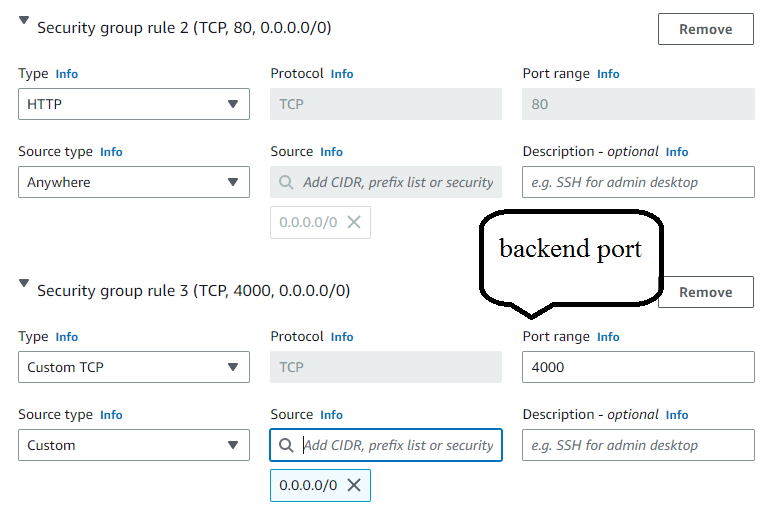 Security group rule 2 (TCP, 80, 0.0.0.0/0)
Remove
Type Info
Protocol Info
Port range Info
HTTP
TCP
80
Source type Info
Source Info
Description - optional Info
Anywhere
Add CIDR, prefix list or security
e.g. SSH for admin desktop
0.0.0.0/0
backend port
Security group rule 3 (TCP, 4000, 0.0.0.0/0)
Remove
Type Info
Protocol Info
Port range Info
Custom TCP
TCP
4000
Source type Info
Source Info
Description - optional Info
Custom
Add CIDR, prefix list or security
e.g. SSH for admin desktop
0.0.0.0/0